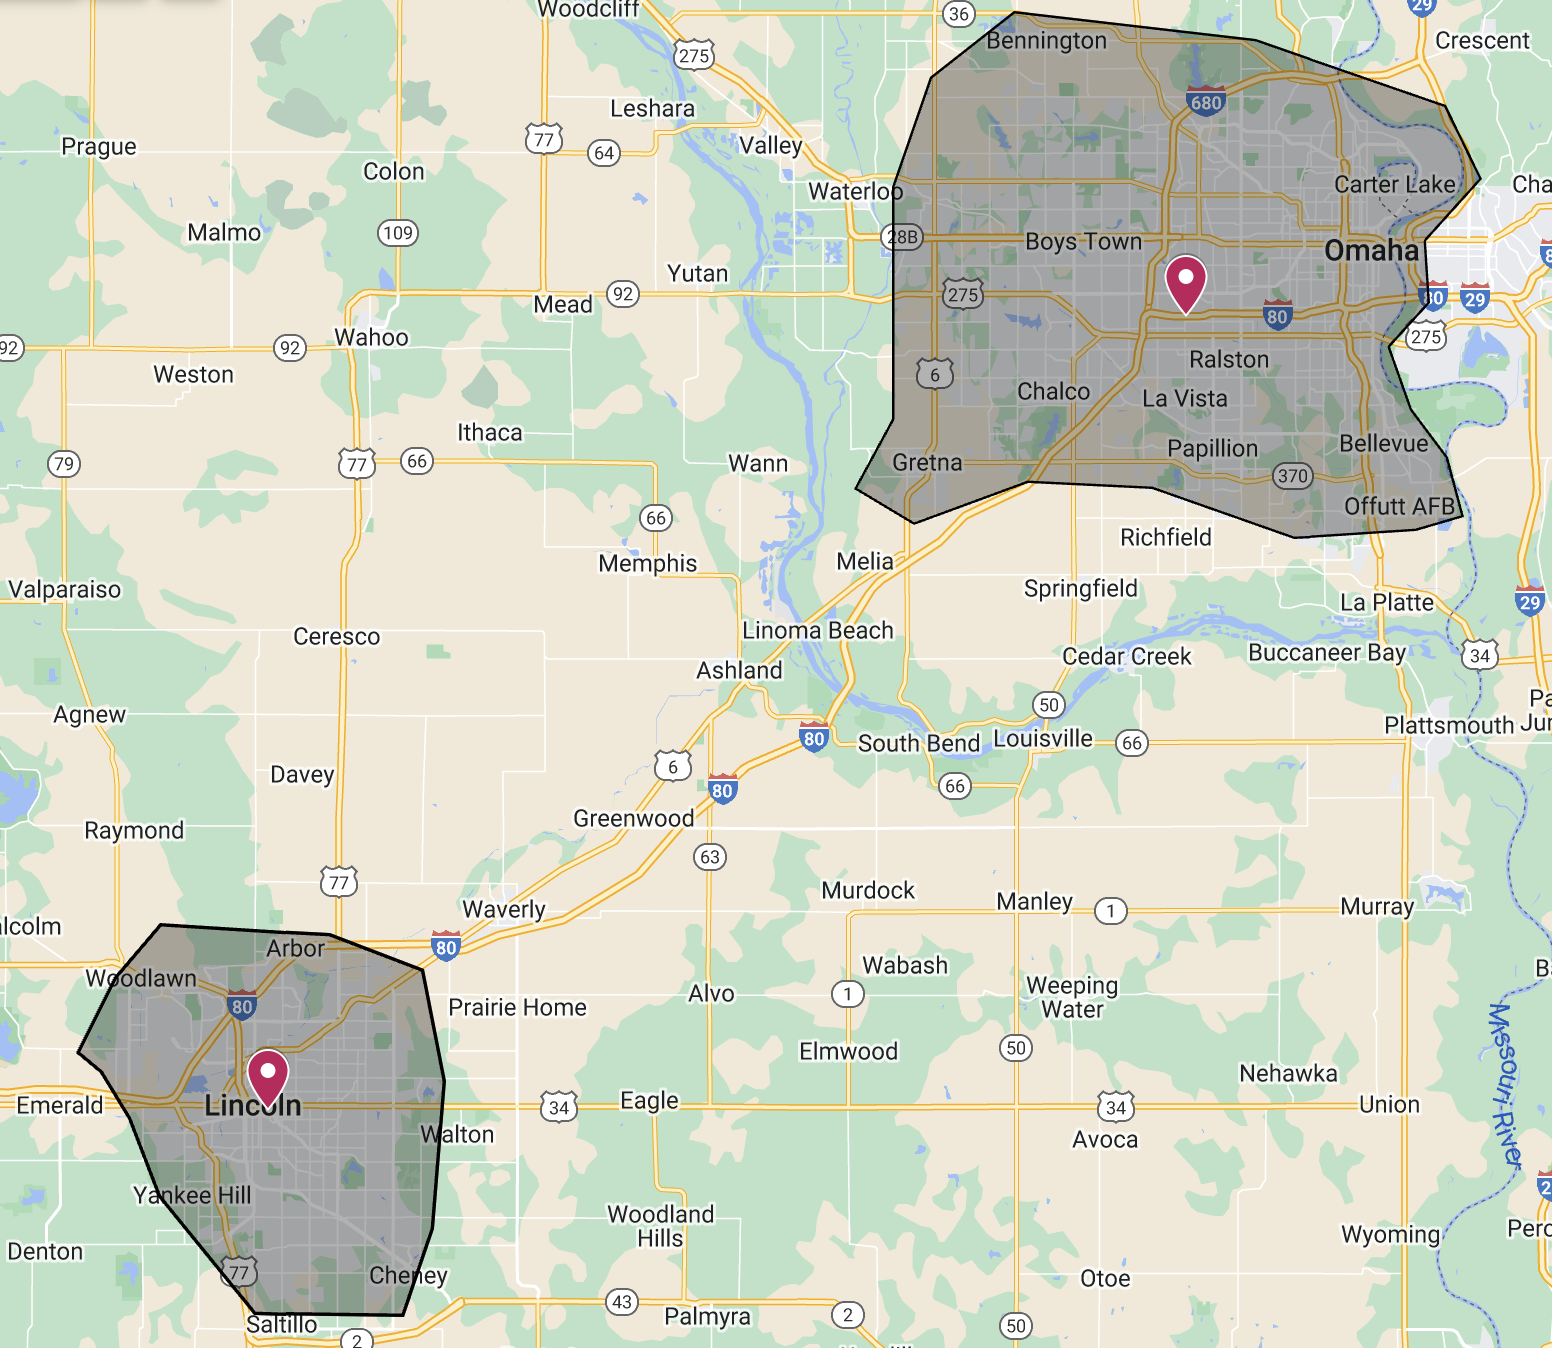 Woodcliff
36
29
Bennington
Crescent
275
680
Leshara
77
64
Valley
Prague
Colon
Waterloo
Carter Lake
Malmo
109
28B
Boys Town
Omaha
Yutan
Mead
92
275
80
80
29
92
Wahoo
92
275
Weston
6
Ralston
Chalco
La Vista
Ithaca
Papillion
Bellevue
79
77
66
Wann
Gretna
370
Offutt AFB
66
Richfield
Memphis
Melia
Valparaiso
Springfield
La Platte
29
Ceresco
Linoma Beach
Ashland
Cedar Creek
Buccaneer Bay
34
Agnew
50
Plattsmouth
80
South Bend
Louisville
66
Davey
6
80
66
Greenwood
Raymond
63
77
Murdock
Manley
1
Murray
Waverly
Arbor
80
Wabash
Woodlawn
80
Prairie Home
Alvo
1
Weeping
Water
Missouri River
Elmwood
50
Nehawka
Emerald
Lincoln
34
Eagle
34
Union
Walton
Avoca
Yankee Hill
Woodland
Hills
Wyoming
Denton
77
Cheney
Otoe
43
Palmyra
2
50
Saltillo
2